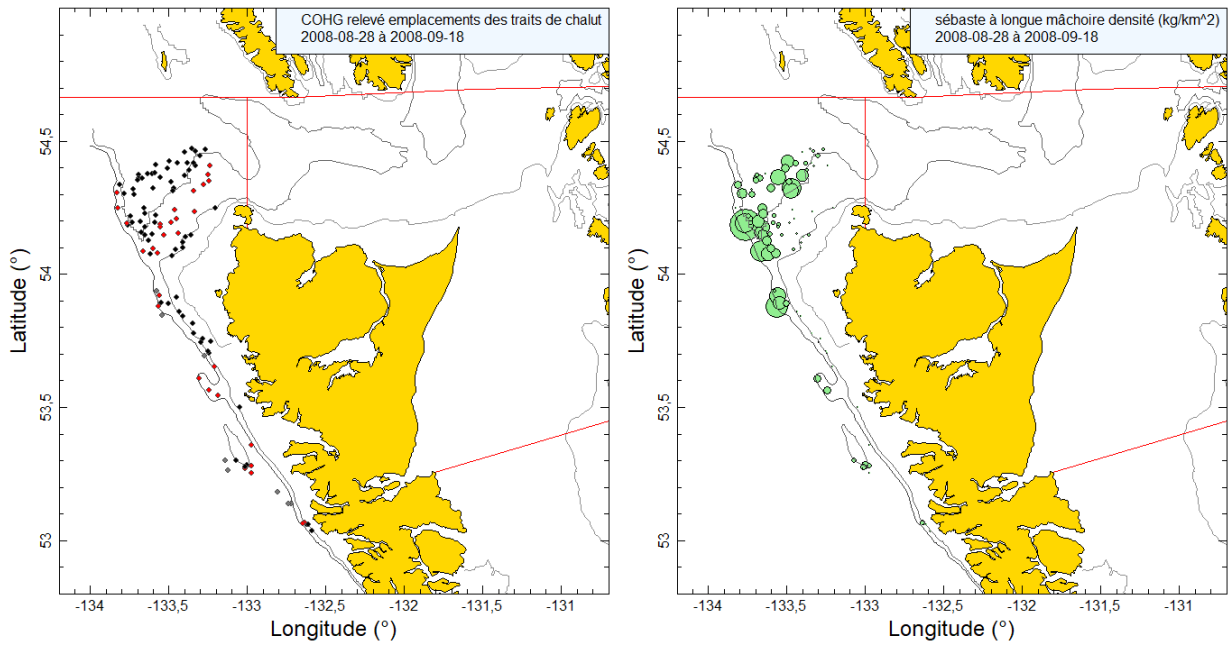 COHG relevé emplacements des traits de chalut
2008-08-28 à 2008-09-18
54,5
54
53,5
53
Latitude (°)
-134
-133,5
-133
-132,5
-132
-131,5
-131
Longitude (°)
sébaste à longue mâchoire densité (kg/km^2)
2008-08-28 à 2008-09-18
54,5
54
53,5
53
Latitude (°)
-134
-133,5
-133
-132,5
-132
-131,5
-131
Longitude (°)